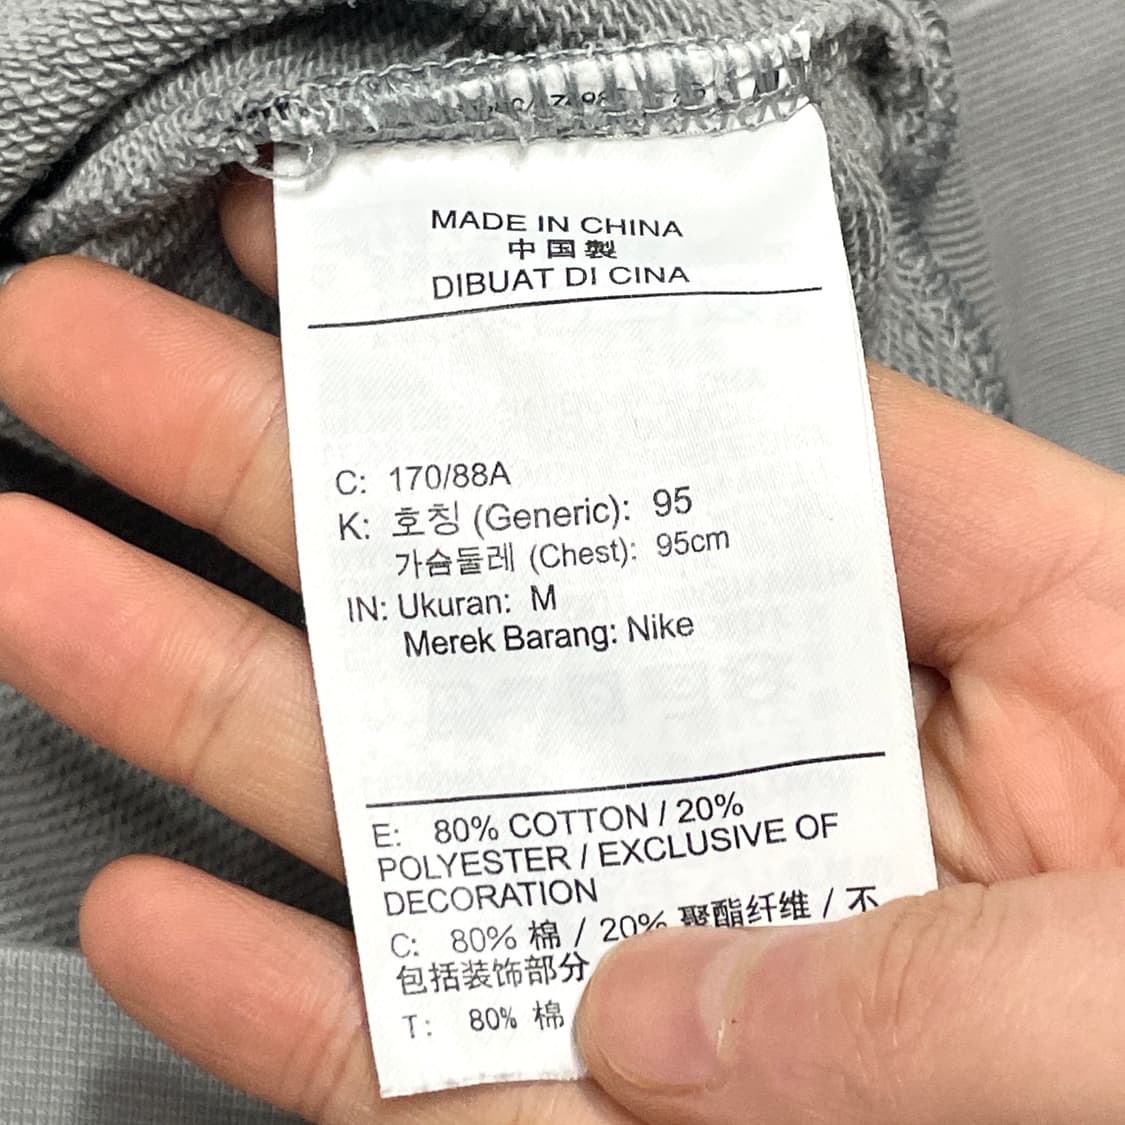 MADE IN CHINA
中国製
DIBUAT DI CINA
C: 170/88A
K: 호칭 (Generic): 95
가슴둘레 (Chest): 95cm
IN: Ukuran: M
Merek Barang: Nike
E: 80% COTTON / 20%
POLYESTER / EXCLUSIVE OF
DECORATION
C: 80% 棉 / 20% 聚酯纤维 / 不
包括装饰部分
T: 80% 棉